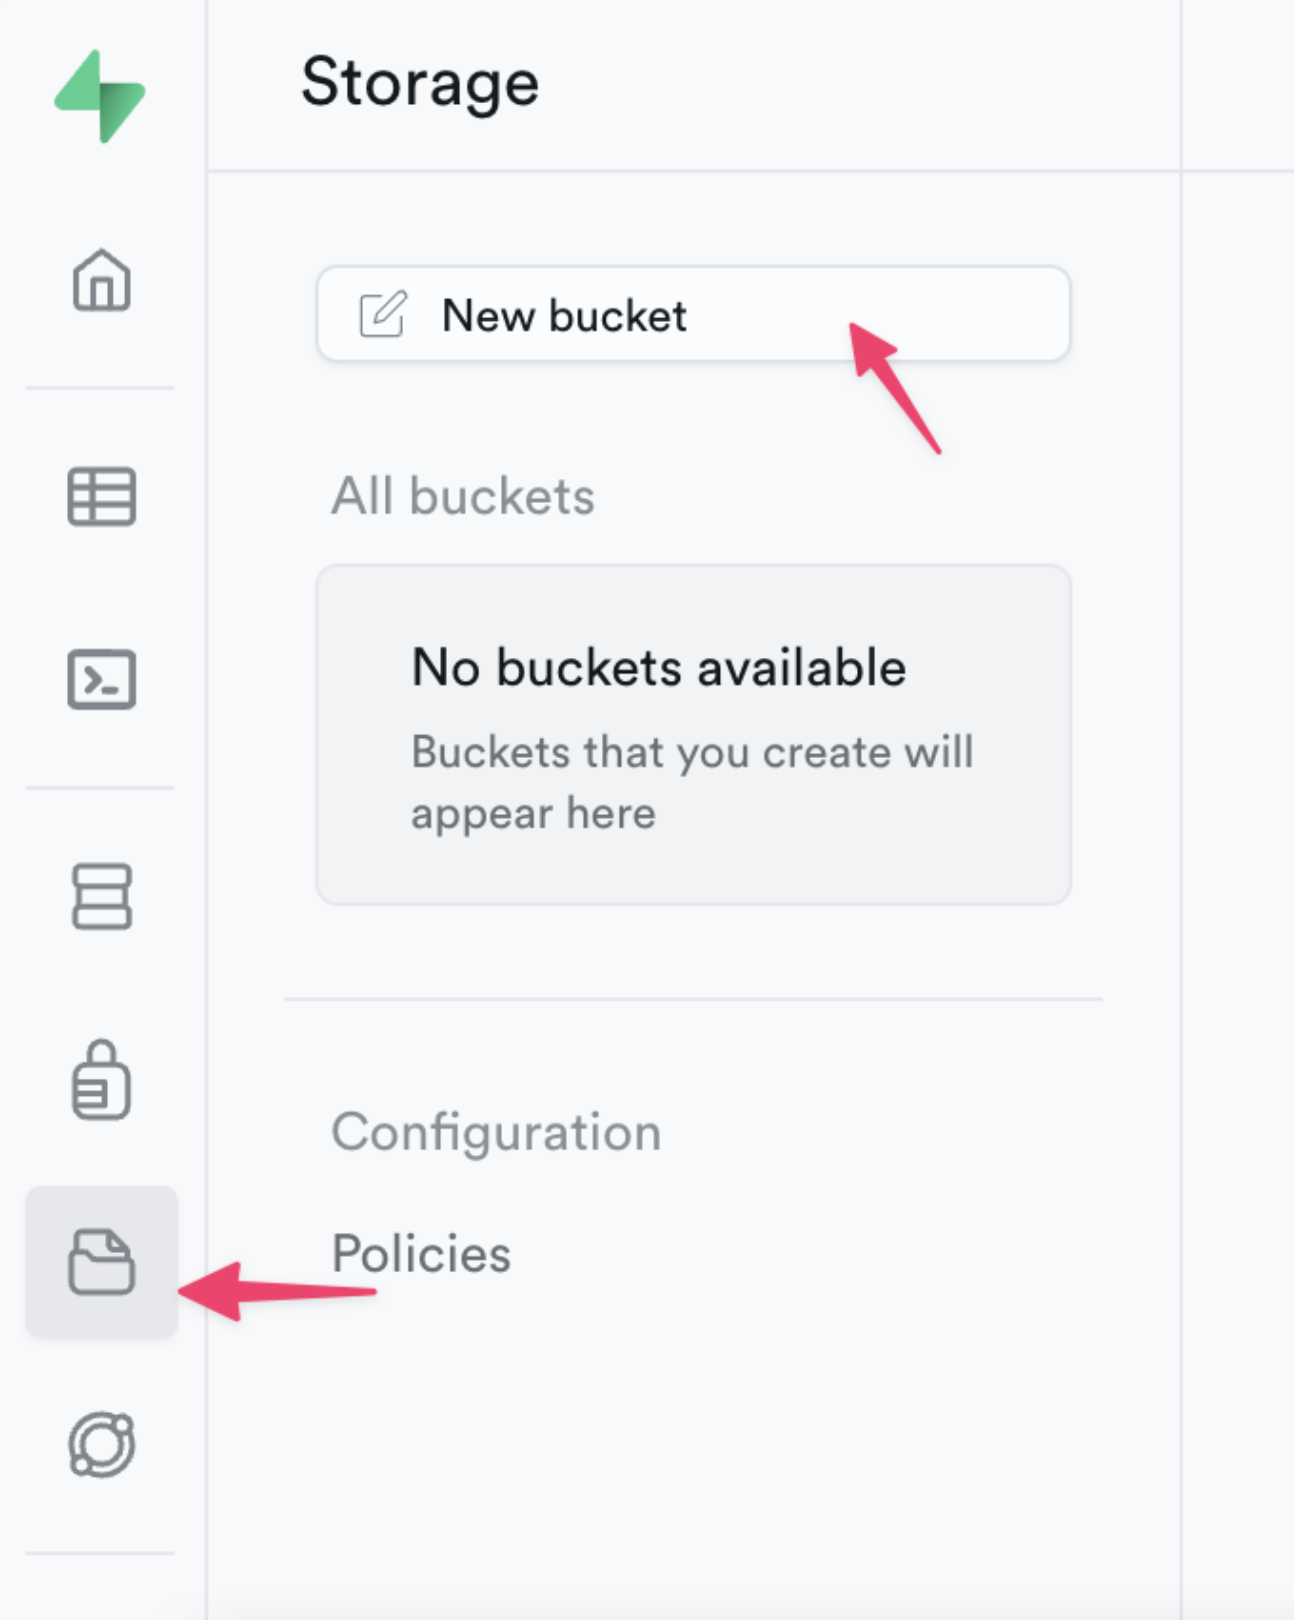 Storage
New bucket
All buckets
No buckets available
Buckets that you create will
appear here
Configuration
Policies